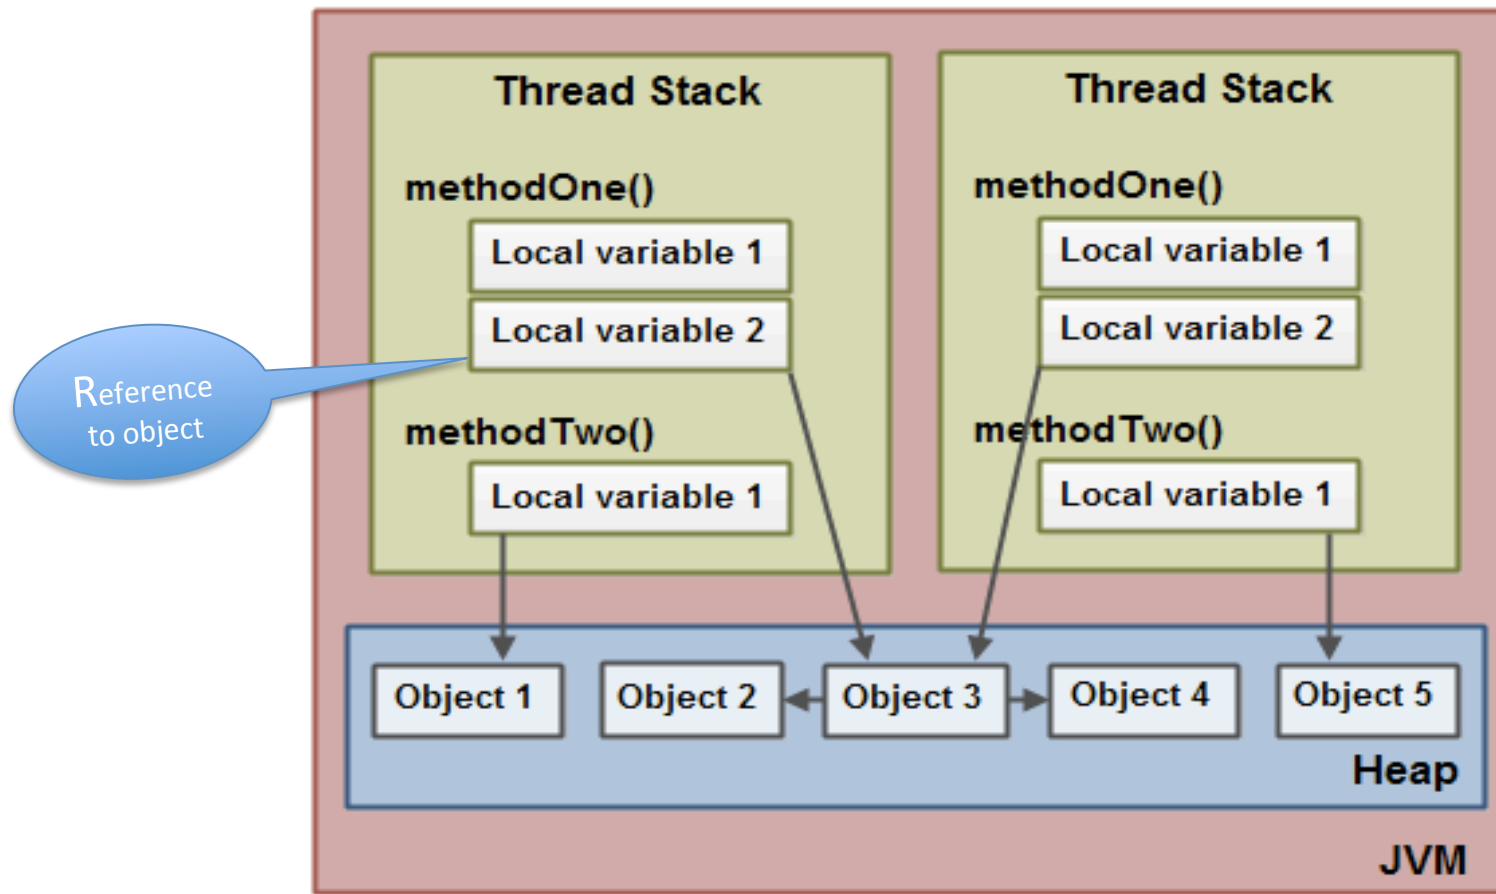 Thread Stack
methodOne()
Local variable 1
Local variable 2
methodTwo()
Local variable 1
Thread Stack
methodOne()
Local variable 1
Local variable 2
methodTwo()
Local variable 1
Reference
to object
Object 1
Object 2
Object 3
Object 4
Object 5
Heap
JVM